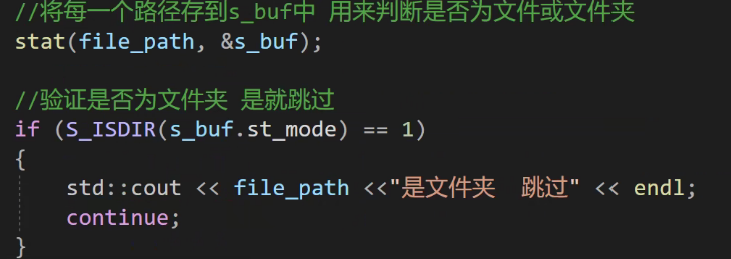 //将每一个路径存到s_buf中 用来判断是否为文件或文件夹
stat(file_path, &s_buf);
//验证是否为文件夹 是就跳过
if (S_ISDIR(s_buf.st_mode) == 1)
{
std::cout << file_path <<"是文件夹  跳过" << endl;
continue;
}